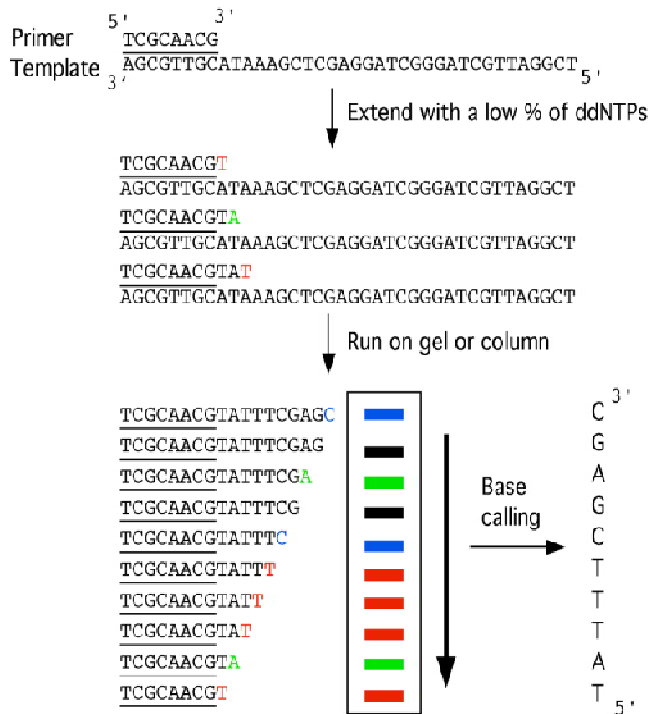 5' 3'
Primer TCGCAACG
Template AGCGTTGCATAAAGCTCGAGGATCGGGATCGTTAGGCT
3' 5'
Extend with a low % of ddNTPs
TCGCAACGT
AGCGTTGCATAAAGCTCGAGGATCGGGATCGTTAGGCT
TCGCAACGTA
AGCGTTGCATAAAGCTCGAGGATCGGGATCGTTAGGCT
TCGCAACGTAT
AGCGTTGCATAAAGCTCGAGGATCGGGATCGTTAGGCT
Run on gel or column
TCGCAACGTATTTCGAGC
TCGCAACGTATTTCGAG
TCGCAACGTATTTCGA
TCGCAACGTATTTCG
TCGCAACGTATTTC
TCGCAACGTATTT
TCGCAACGTATT
TCGCAACGTAT
TCGCAACGTA
TCGCAACGT
Base
calling
3'
C
G
A
G
C
T
T
T
A
T
5'